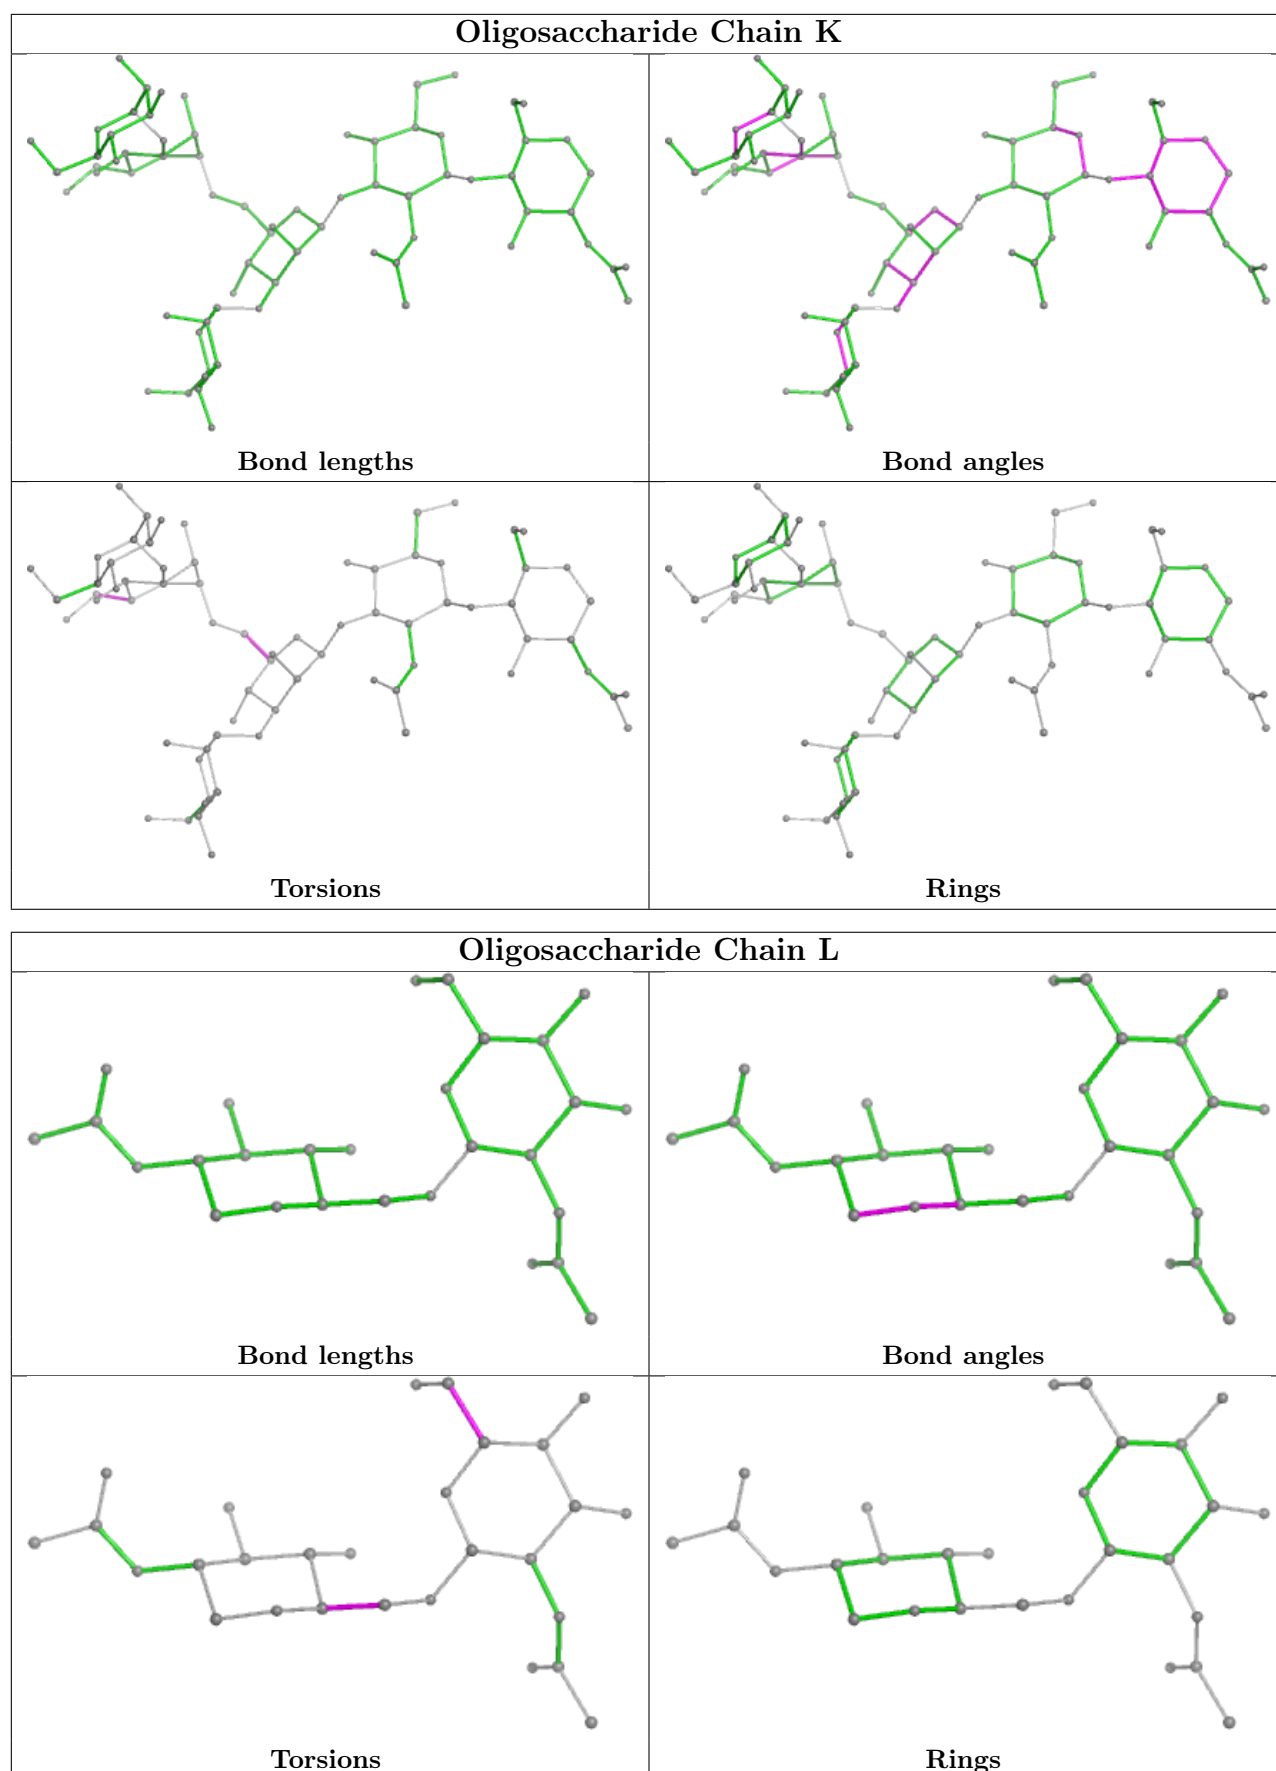 Oligosaccharide Chain K
Bond lengths
Bond angles
Torsions
Rings
Oligosaccharide Chain L
Bond lengths
Bond angles
Torsions
Rings